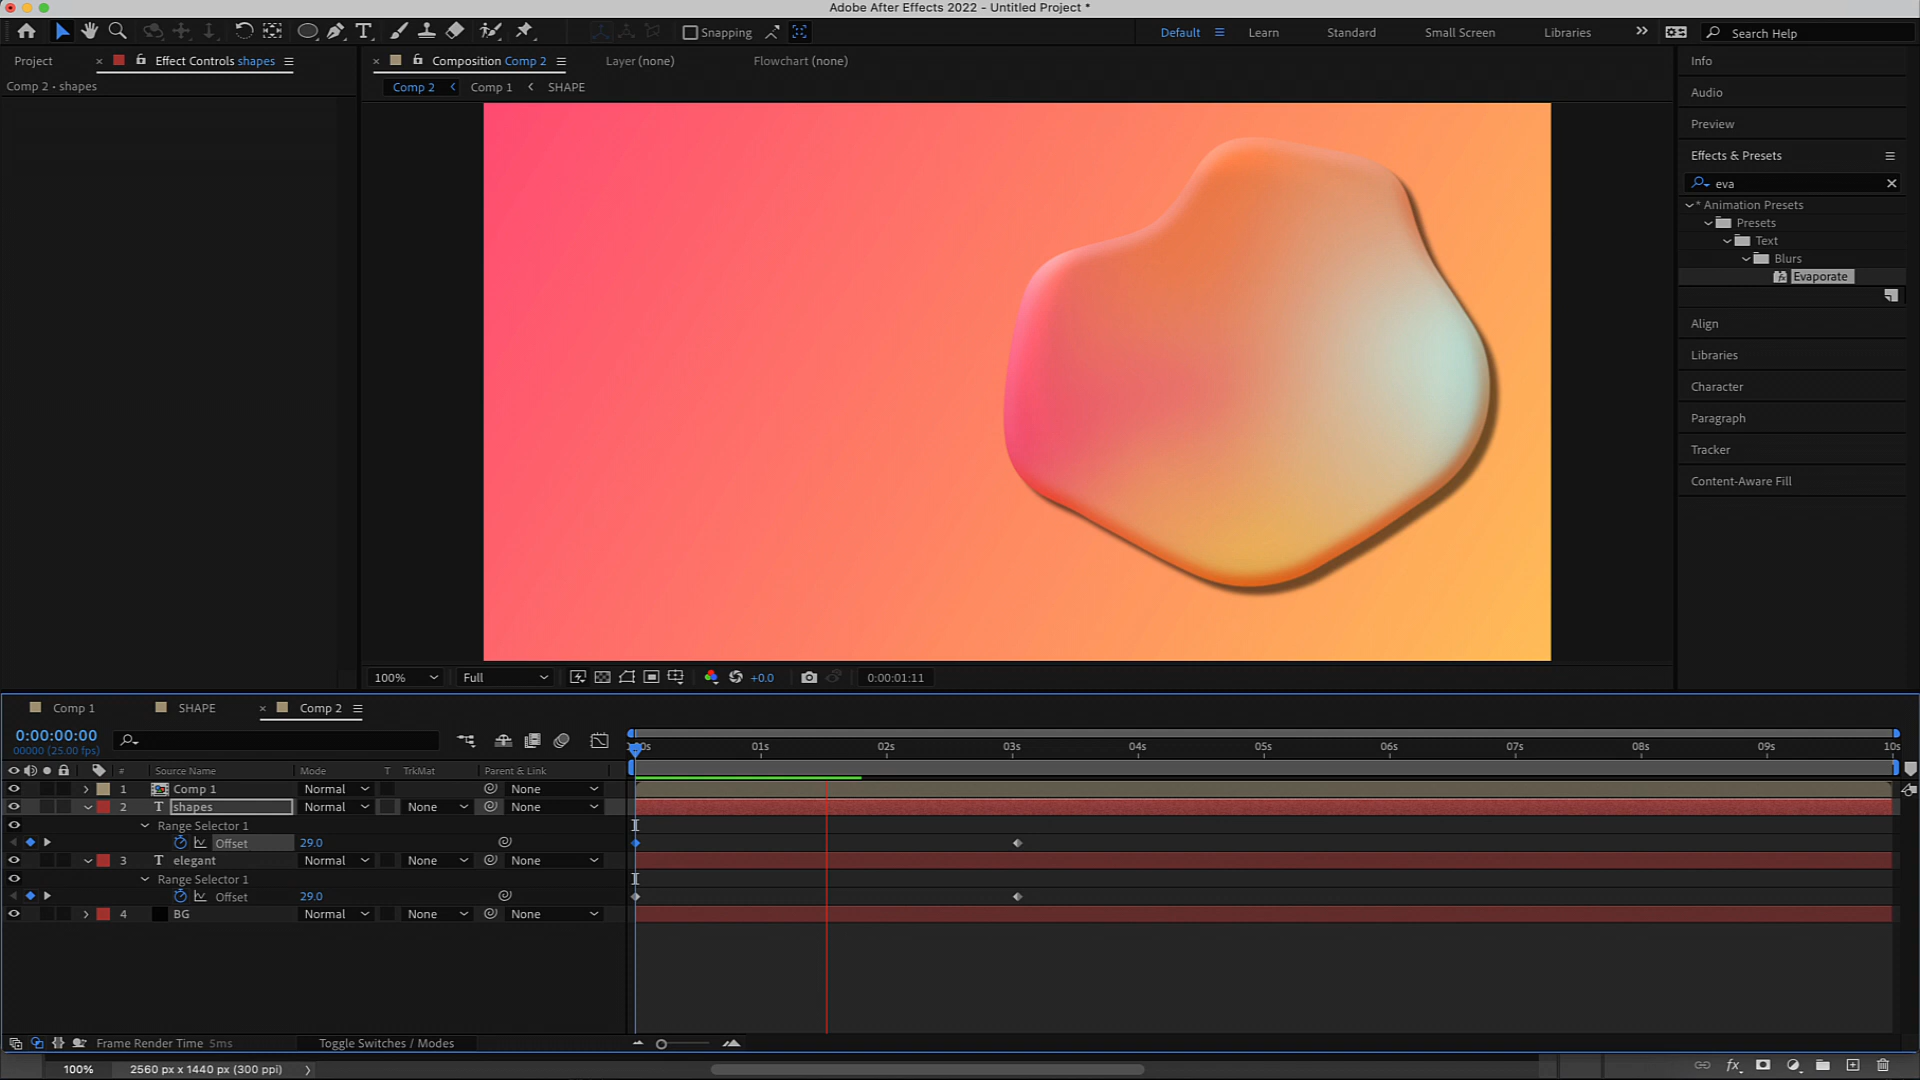 Adobe After Effects 2022 - Untitled Project *
Snapping
Default
Learn
Standard
Small Screen
Libraries
Search Help
Project
Effect Controls shapes
Composition Comp 2
Layer (none)
Flowchart (none)
Comp 2 • shapes
Comp 2
Comp 1
SHAPE
Info
Audio
Preview
Effects & Presets
eva
* Animation Presets
Presets
Text
Blurs
Evaporate
Align
Libraries
Character
Paragraph
Tracker
Content-Aware Fill
100%
Full
+0.0
0:00:01:11
Comp 1
SHAPE
Comp 2
0:00:00:00
00000 (25.00 fps)
01s 02s 03s 04s 05s 06s 07s 08s 09s 10s
# Source Name Mode T TrkMat Parent & Link
1 Comp 1 Normal None
2 T shapes Normal None None
Range Selector 1
Offset 29.0
3 T elegant Normal None None
Range Selector 1
Offset 29.0
4 BG Normal None None
Frame Render Time 5ms
Toggle Switches / Modes
100%
2560 px x 1440 px (300 ppi)
fx